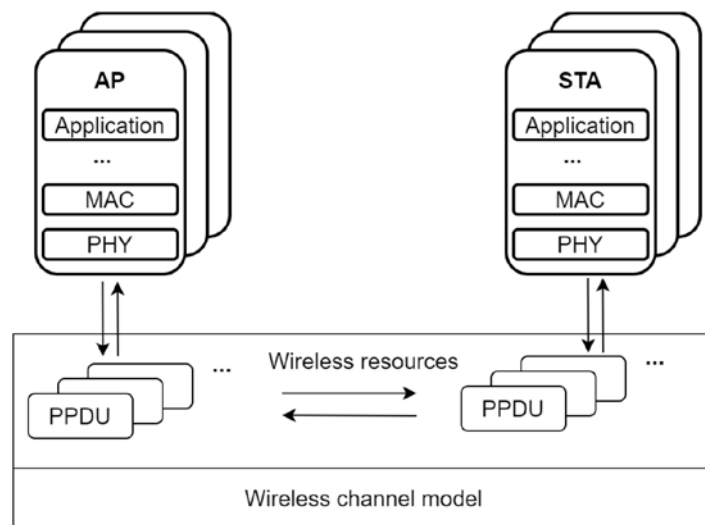 AP
Application
...
MAC
PHY
STA
Application
...
MAC
PHY
PPDU
...
Wireless resources
PPDU
...
Wireless channel model